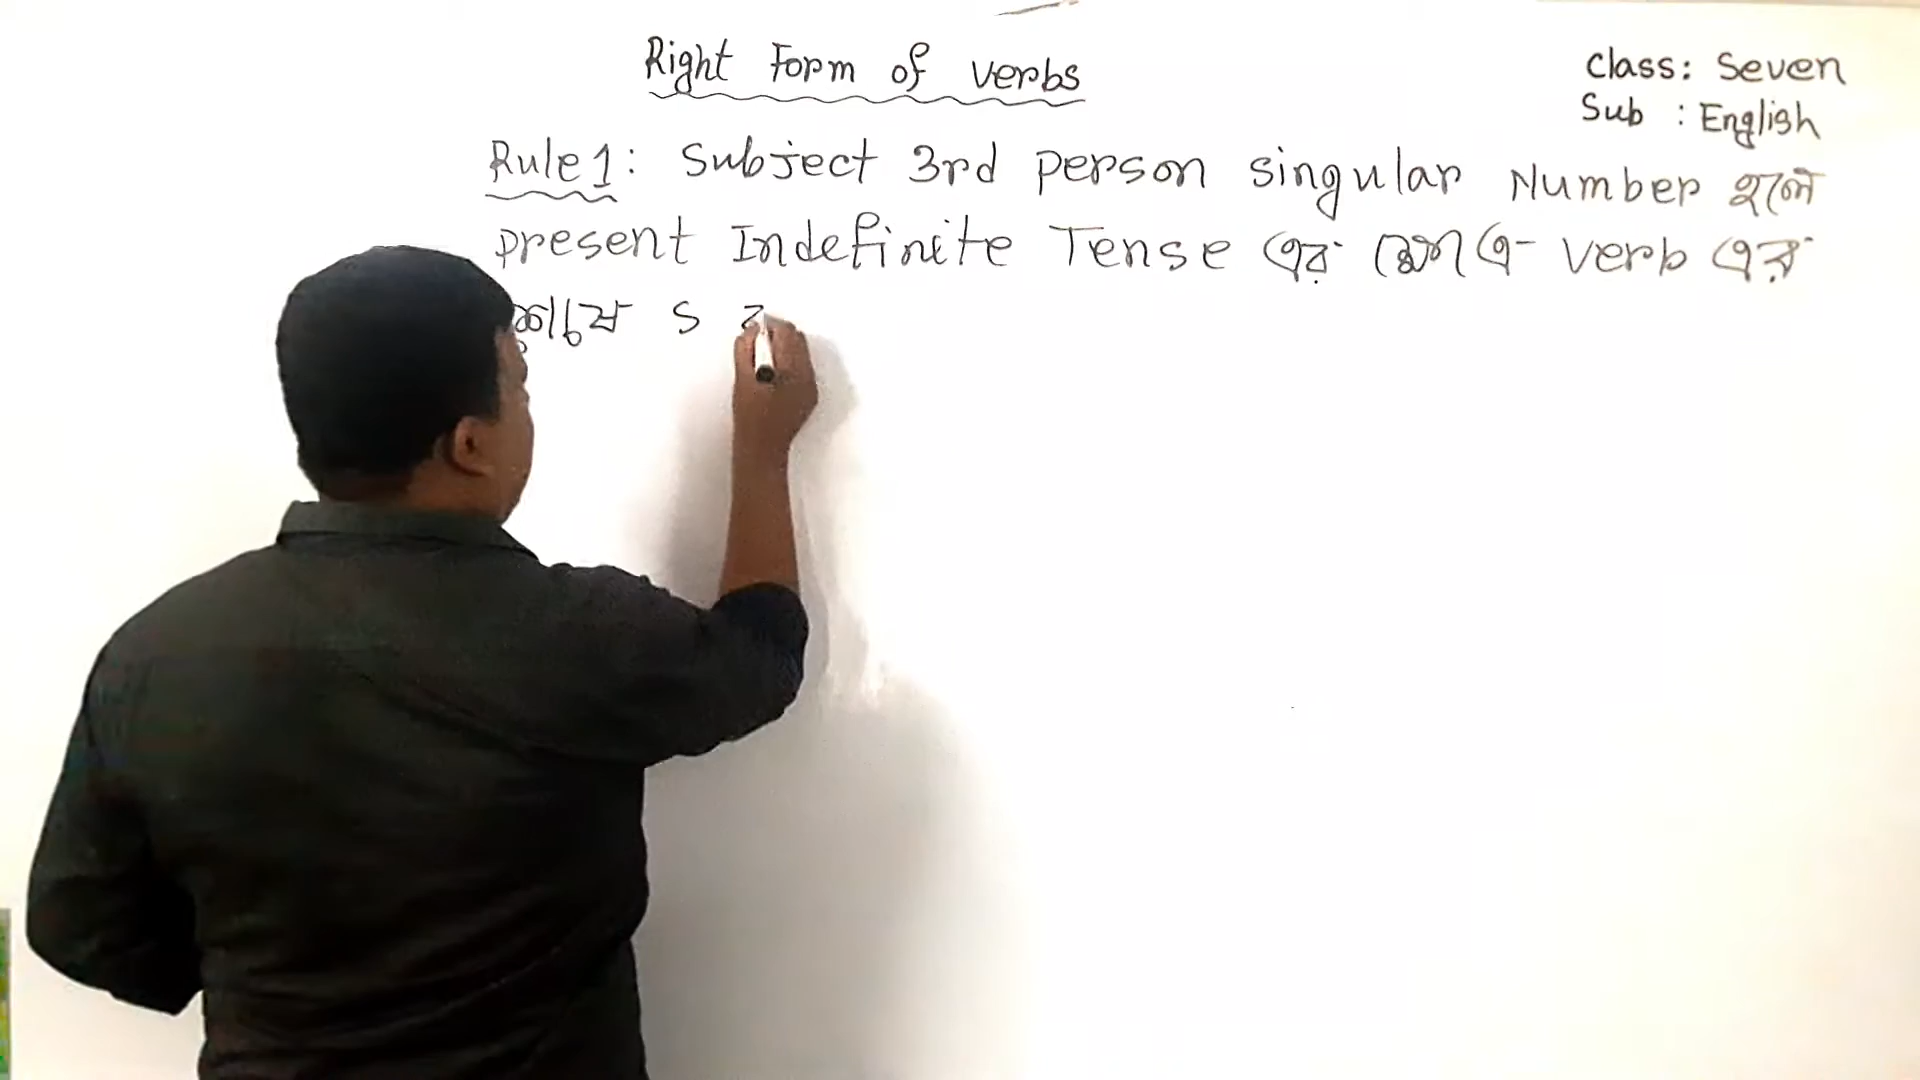 Right Form of verbs
Class: Seven
Sub : English
Rule 1: Subject 3rd person singular Number হলে
present Indefinite Tense এর ক্ষেত্রে verb এর
শেষে s